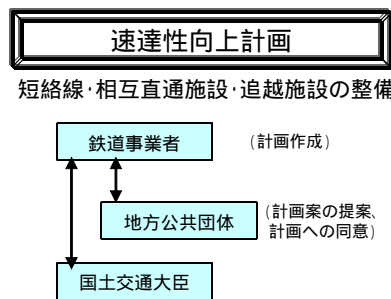 速達性向上計画
短絡線･相互直通施設･追越施設の整備
鉄道事業者
(計画作成)
地方公共団体
(計画案の提案、
計画への同意)
国土交通大臣